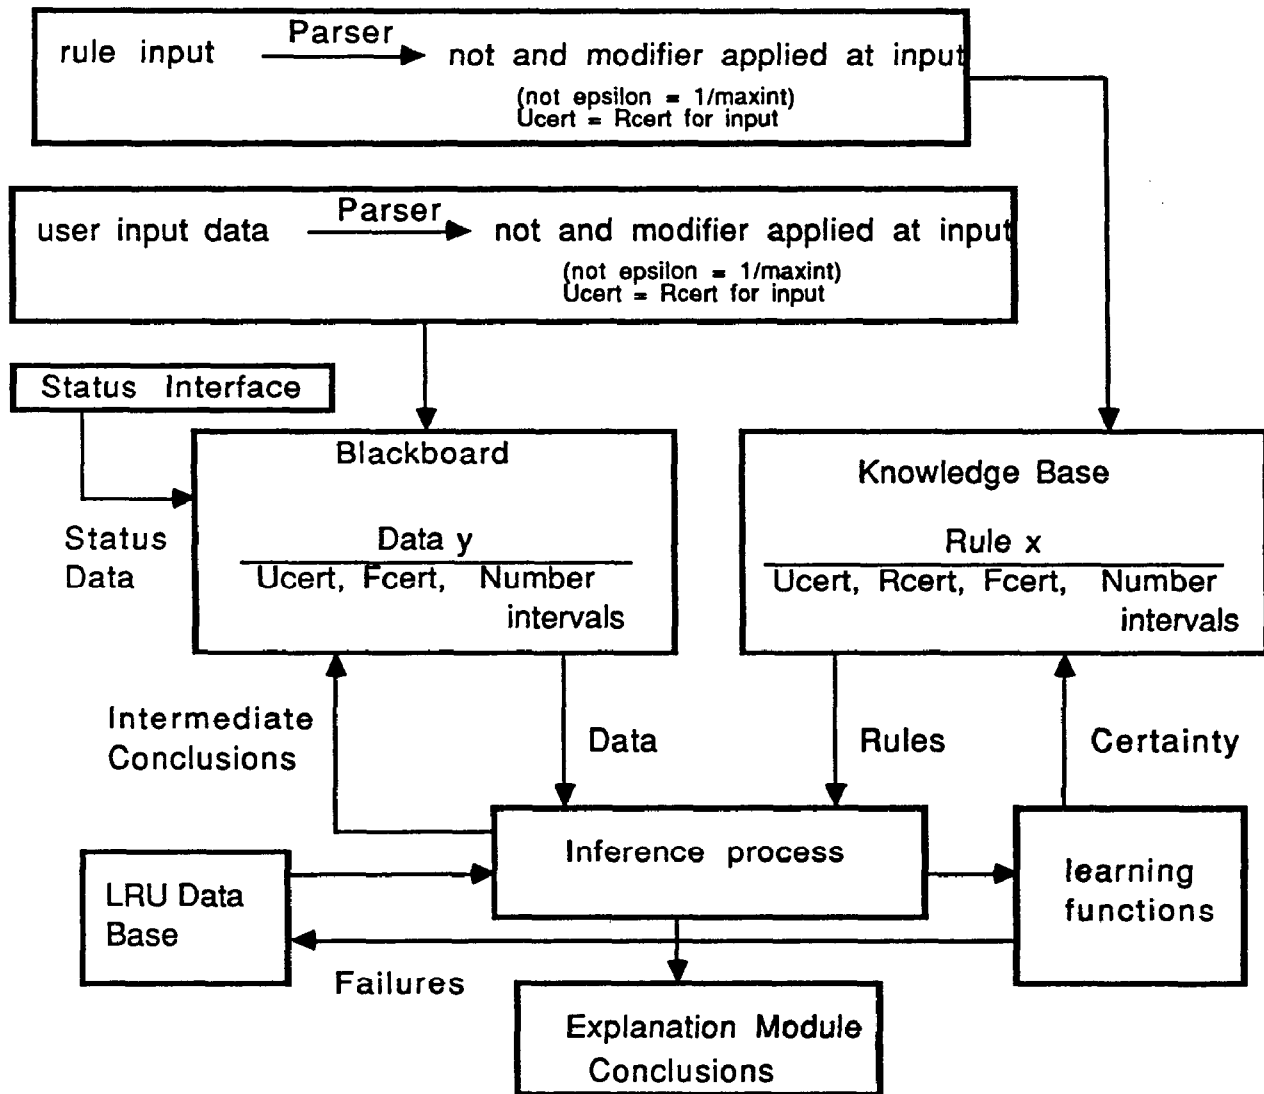 rule input Parser not and modifier applied at input
(not epsilon = 1/maxint)
Ucert = Rcert for input
user input data Parser not and modifier applied at input
(not epsilon = 1/maxint)
Ucert = Rcert for input
Status Interface
Blackboard
Knowledge Base
Status
Data
Data y
Ucert, Fcert, Number
intervals
Rule x
Ucert, Rcert, Fcert, Number
intervals
Intermediate
Conclusions
Data
Rules
Certainty
Inference process
LRU Data
Base
learning
functions
Failures
Explanation Module
Conclusions